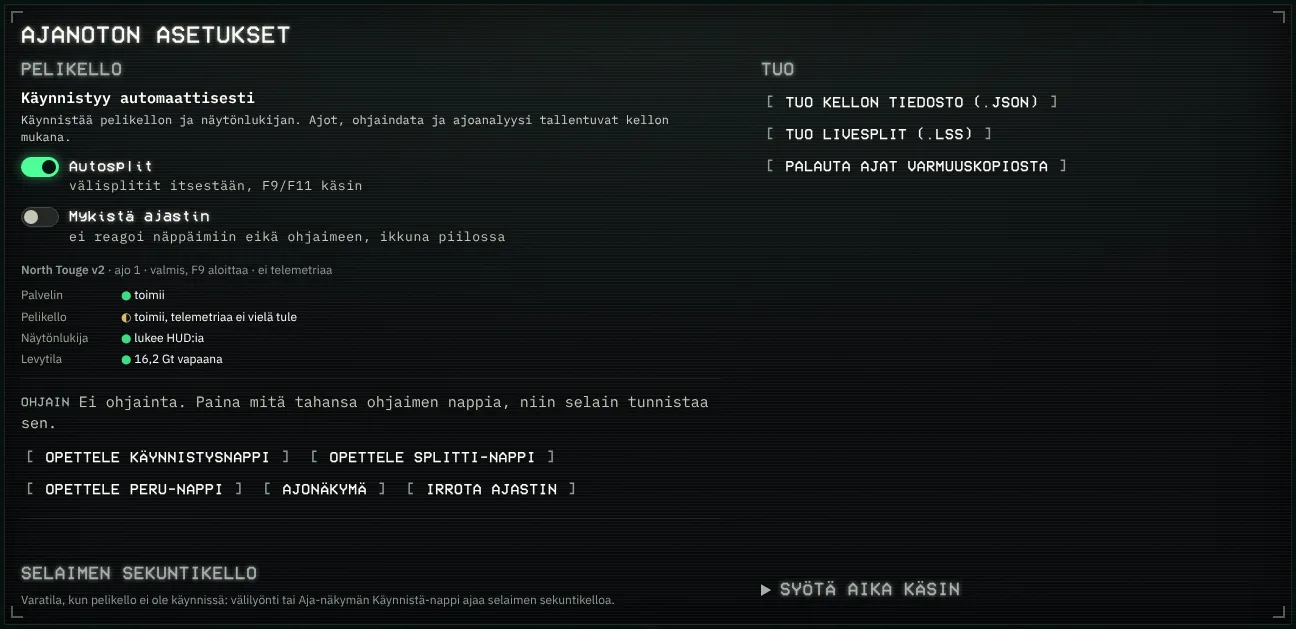 AJANOTON ASETUKSET
PELIKELLO
Käynnistyy automaattisesti
Käynnistää pelikellon ja näytönlukijan. Ajot, ohjaindata ja ajoanalyysi tallentuvat kellon
mukana.
Autosplit
välisplitit itsestään, F9/F11 käsin
Mykistä ajastin
ei reagoi näppäimiin eikä ohjaimeen, ikkuna piilossa
North Touge v2 · ajo 1 · valmis, F9 aloittaa · ei telemetriaa
Palvelin toimii
Pelikello toimii, telemetriaa ei vielä tule
Näytönlukija lukee HUD:ia
Levytila 16,2 Gt vapaana
OHJAIN Ei ohjainta. Paina mitä tahansa ohjaimen nappia, niin selain tunnistaa
sen.
[ OPETTELE KÄYNNISTYSNAPPI ] [ OPETTELE SPLITTI-NAPPI ]
[ OPETTELE PERU-NAPPI ] [ AJONÄKYMÄ ] [ IRROTA AJASTIN ]
SELAIMEN SEKUNTIKELLO
Varatila, kun pelikello ei ole käynnissä: välilyönti tai Aja-näkymän Käynnistä-nappi ajaa selaimen sekuntikelloa.
TUO
[ TUO KELLON TIEDOSTO (.JSON) ]
[ TUO LIVESPLIT (.LSS) ]
[ PALAUTA AJAT VARMUUSKOPIOSTA ]
▶ SYÖTÄ AIKA KÄSIN